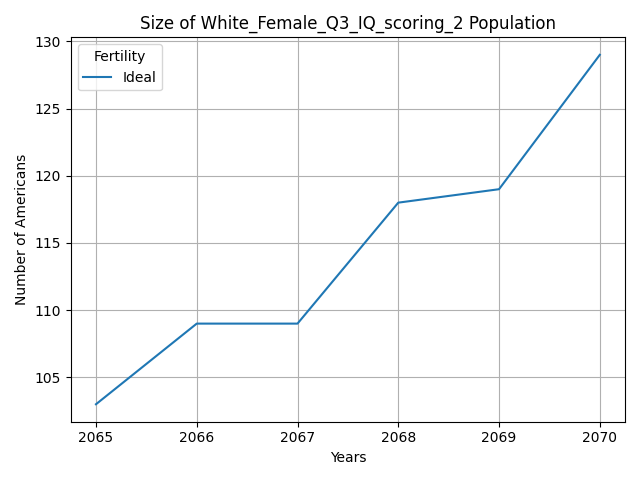 Size of White_Female_Q3_IQ_scoring_2 Population
130
125
120
115
110
105
Number of Americans
Fertility
Ideal
2065 2066 2067 2068 2069 2070
Years